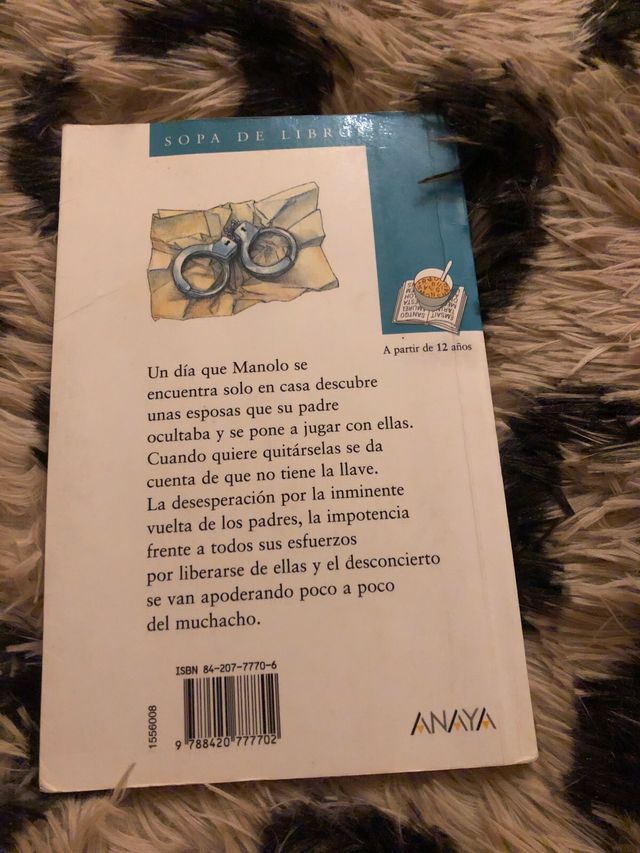 SOPA DE LIBRO
A partir de 12 años
Un día que Manolo se
encuentra solo en casa descubre
unas esposas que su padre
ocultaba y se pone a jugar con ellas.
Cuando quiere quitárselas se da
cuenta de que no tiene la llave.
La desesperación por la inminente
vuelta de los padres, la impotencia
frente a todos sus esfuerzos
por liberarse de ellas y el desconcierto
se van apoderando poco a poco
del muchacho.
ISBN 84-207-7770-6
9 788420 777702
1556008
ANAYA